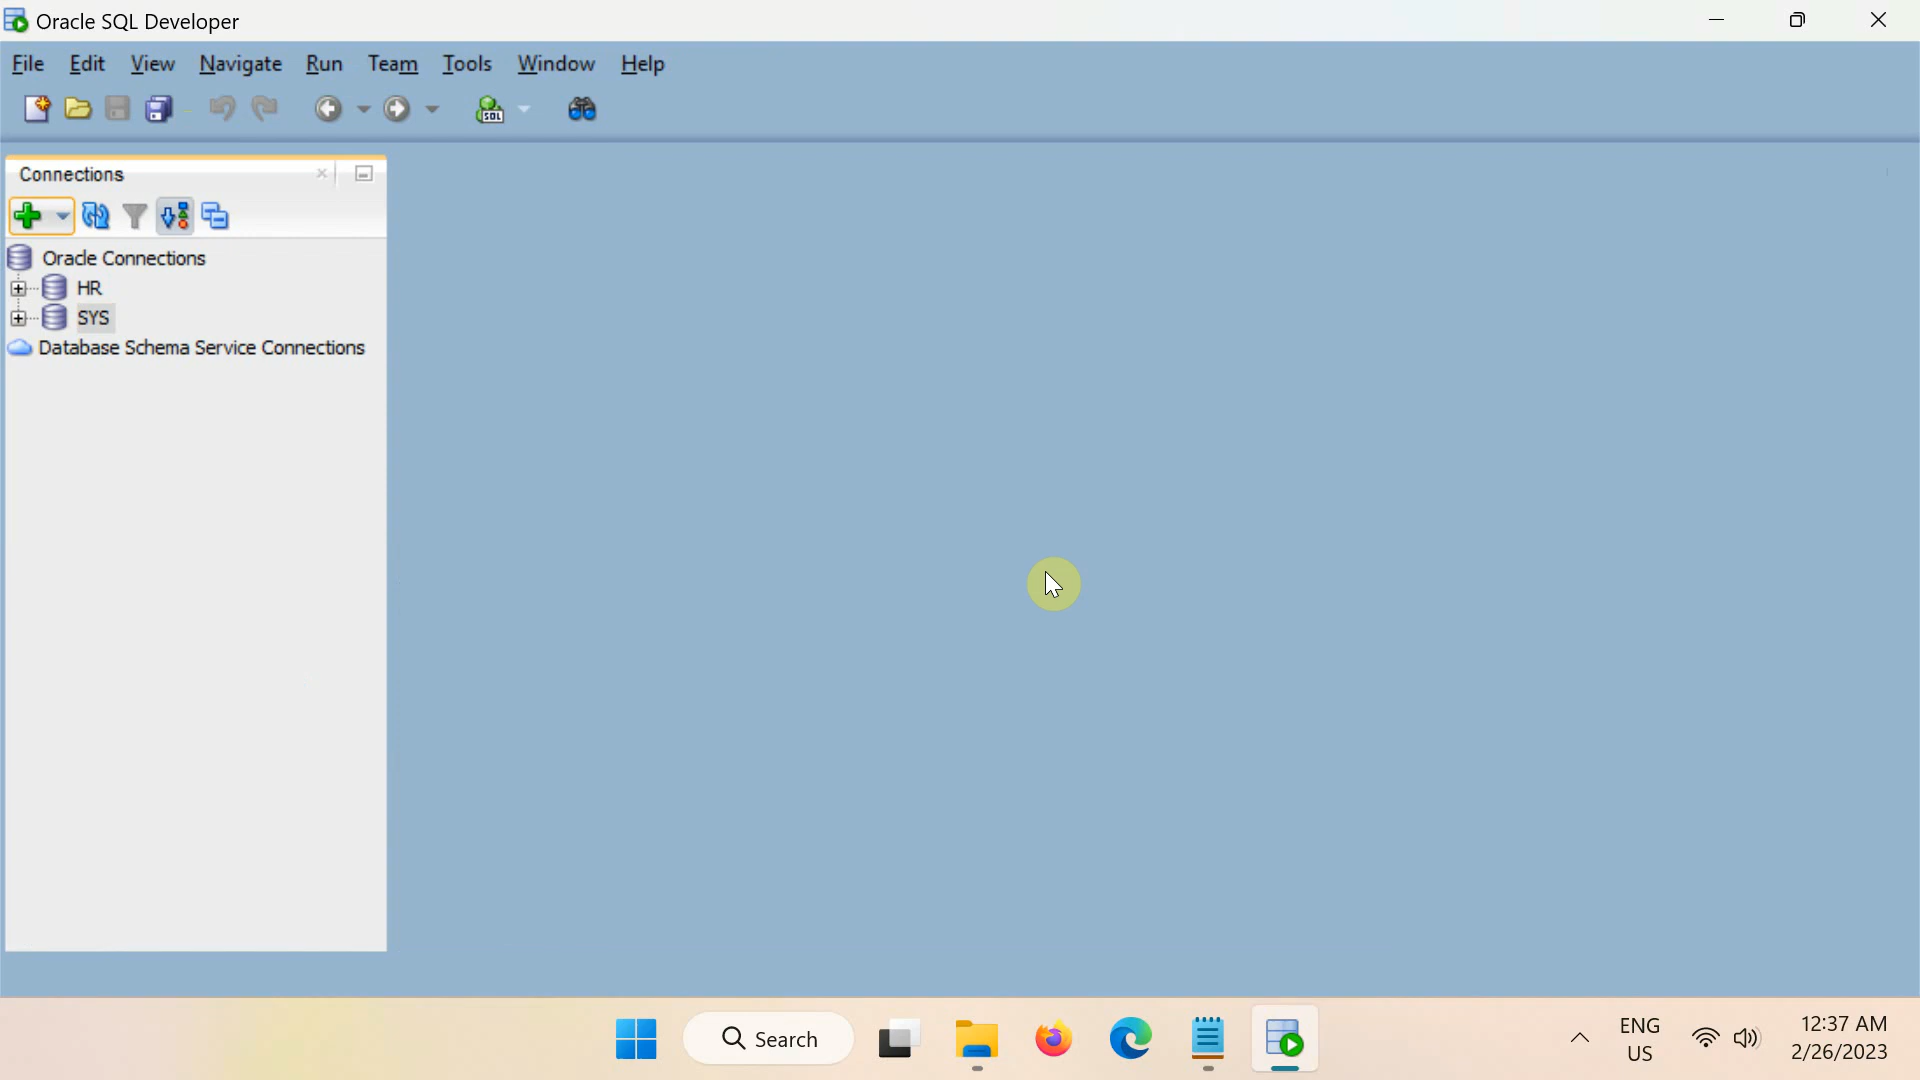 Oracle SQL Developer
File Edit View Navigate Run Team Tools Window Help
SQL
Connections
Oracle Connections
HR
SYS
Database Schema Service Connections
Search
ENG
US
12:37 AM
2/26/2023